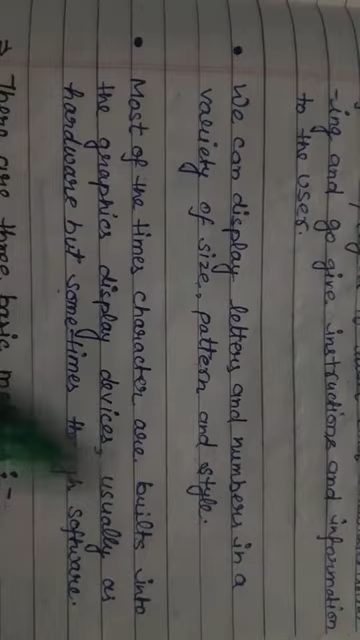 -ing and go give instructions and information
to the user.
• We can display letters and numbers in a
variety of size, pattern and style.
• Most of the times character are builts into
the graphics display devices, usually as
hardware but sometimes software.
⇒ There are three basic :-